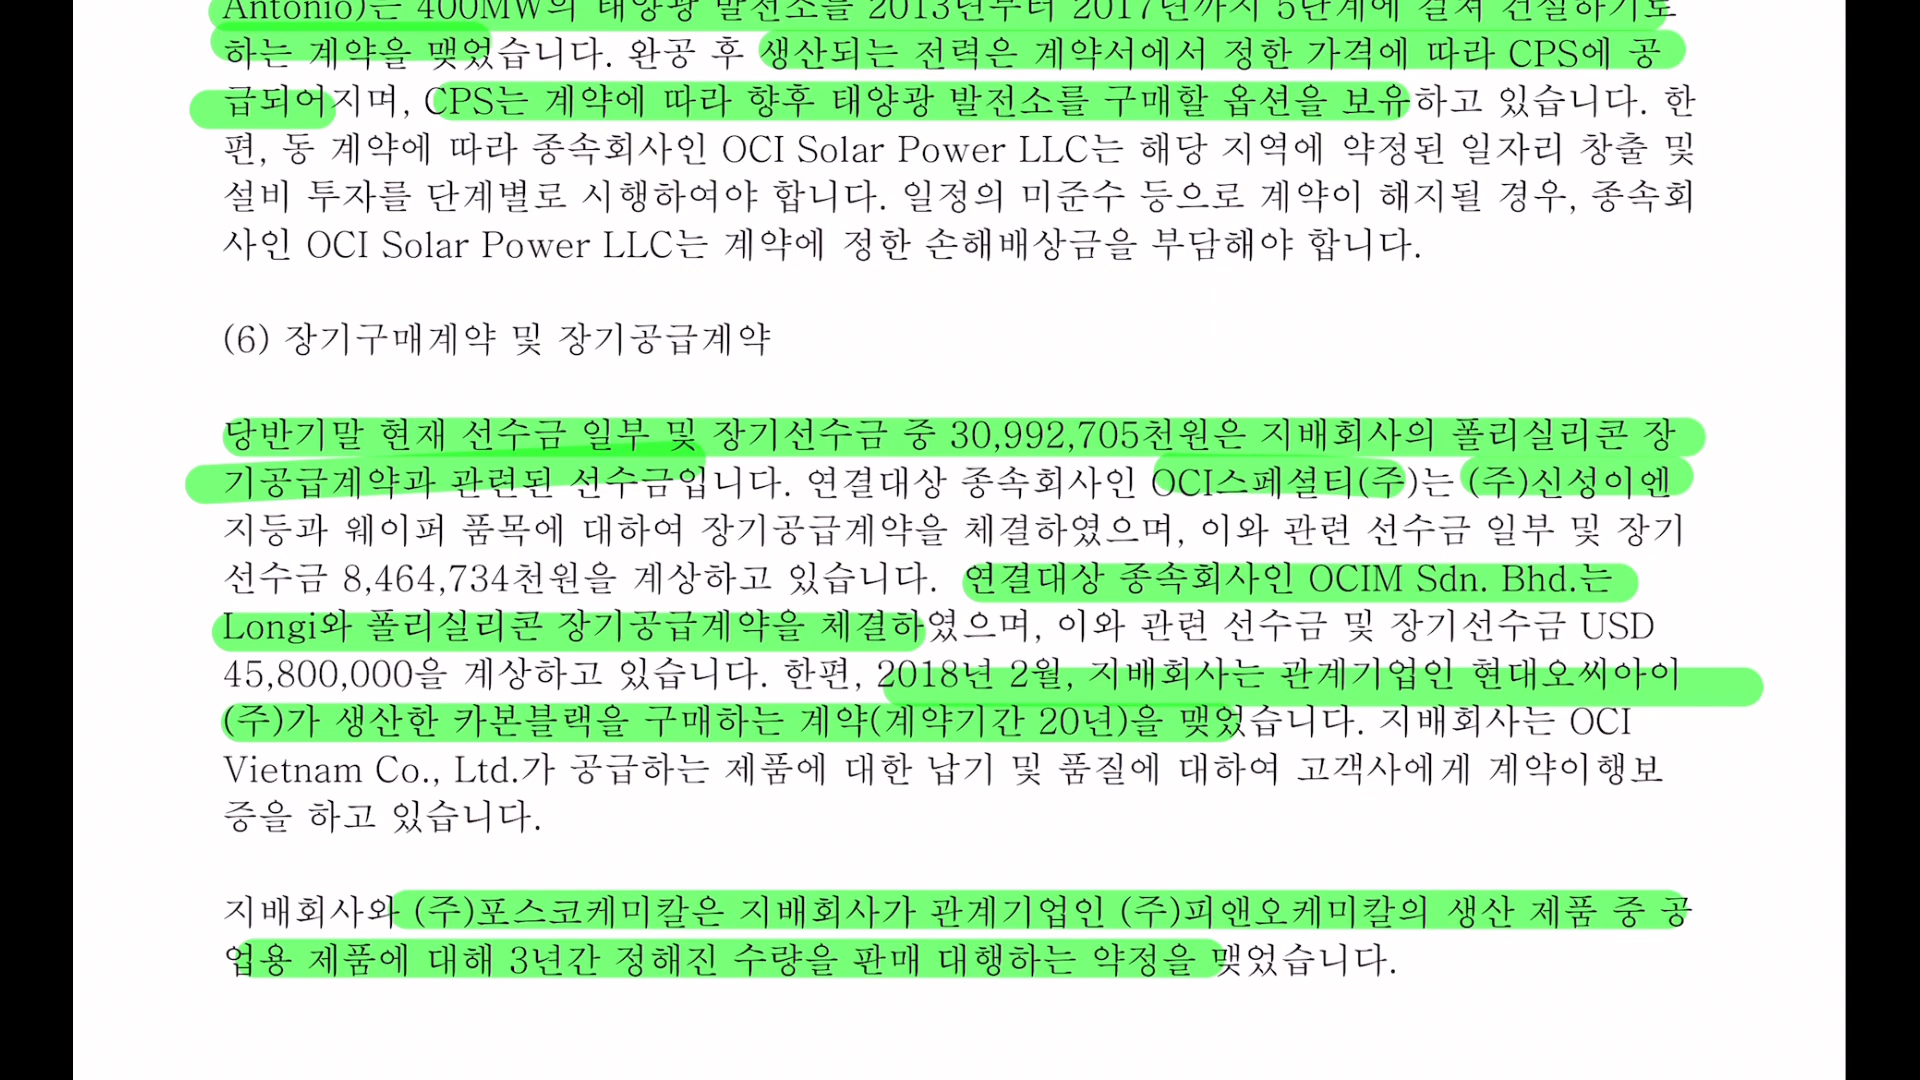 Antonio)는 400MW의 태양광 발전소를 2013년부터 2017년까지 5단계에 걸쳐 건설하기로
하는 계약을 맺었습니다. 완공 후 생산되는 전력은 계약서에서 정한 가격에 따라 CPS에 공
급되어지며, CPS는 계약에 따라 향후 태양광 발전소를 구매할 옵션을 보유하고 있습니다. 한
편, 동 계약에 따라 종속회사인 OCI Solar Power LLC는 해당 지역에 약정된 일자리 창출 및
설비 투자를 단계별로 시행하여야 합니다. 일정의 미준수 등으로 계약이 해지될 경우, 종속회
사인 OCI Solar Power LLC는 계약에 정한 손해배상금을 부담해야 합니다.
(6) 장기구매계약 및 장기공급계약
당반기말 현재 선수금 일부 및 장기선수금 중 30,992,705천원은 지배회사의 폴리실리콘 장
기공급계약과 관련된 선수금입니다. 연결대상 종속회사인 OCI스페셜티(주)는 (주)신성이엔
지등과 웨이퍼 품목에 대하여 장기공급계약을 체결하였으며, 이와 관련 선수금 일부 및 장기
선수금 8,464,734천원을 계상하고 있습니다. 연결대상 종속회사인 OCIM Sdn. Bhd.는
Longi와 폴리실리콘 장기공급계약을 체결하였으며, 이와 관련 선수금 및 장기선수금 USD
45,800,000을 계상하고 있습니다. 한편, 2018년 2월, 지배회사는 관계기업인 현대오씨아이
(주)가 생산한 카본블랙을 구매하는 계약(계약기간 20년)을 맺었습니다. 지배회사는 OCI
Vietnam Co., Ltd.가 공급하는 제품에 대한 납기 및 품질에 대하여 고객사에게 계약이행보
증을 하고 있습니다.
지배회사와 (주)포스코케미칼은 지배회사가 관계기업인 (주)피앤오케미칼의 생산 제품 중 공
업용 제품에 대해 3년간 정해진 수량을 판매 대행하는 약정을 맺었습니다.